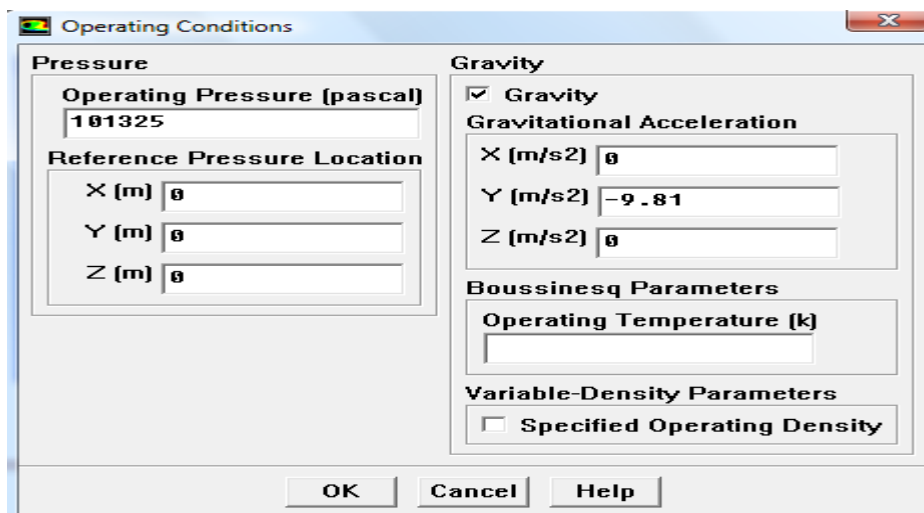 Operating Conditions
Pressure
Operating Pressure (pascal)
101325
Reference Pressure Location
X (m) 0
Y (m) 0
Z (m) 0
Gravity
Gravity
Gravitational Acceleration
X (m/s2) 0
Y (m/s2) -9.81
Z (m/s2) 0
Boussinesq Parameters
Operating Temperature (k)
Variable-Density Parameters
Specified Operating Density
OK Cancel Help